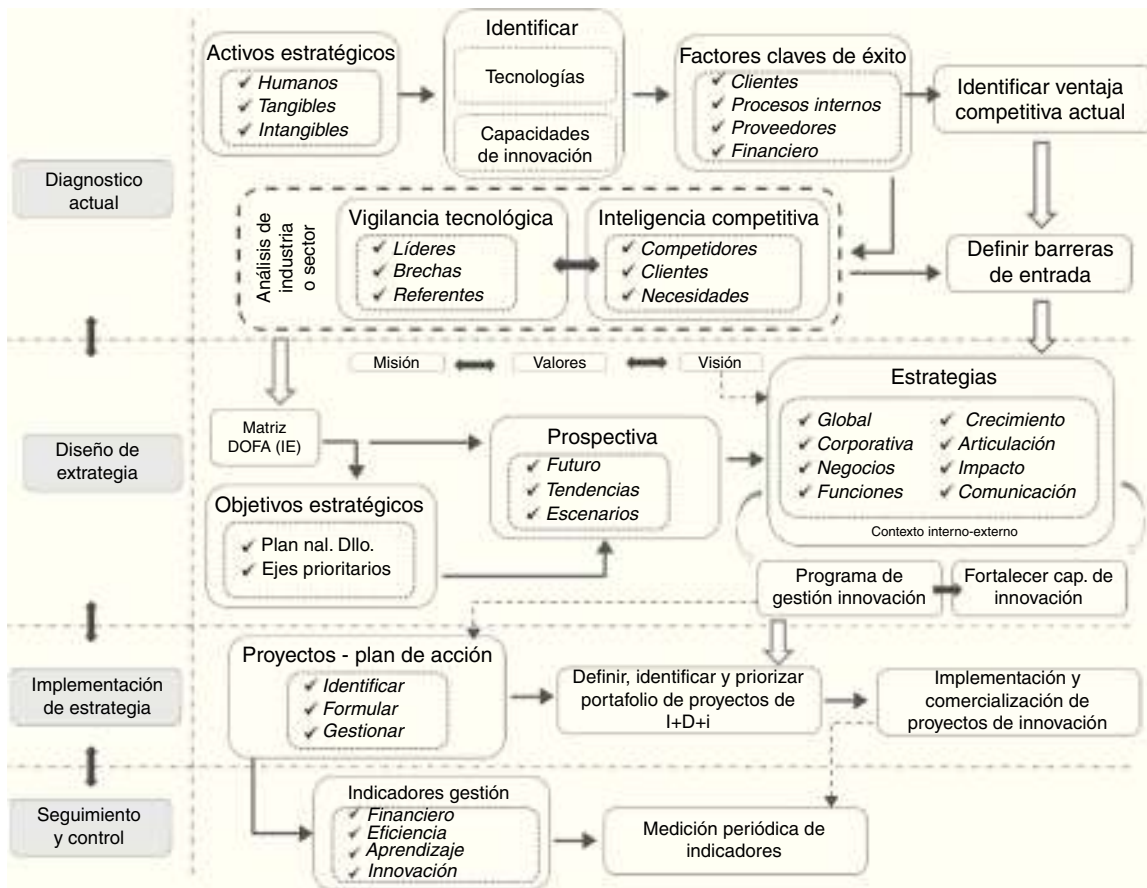 Diagnostico
actual
Activos estratégicos
✓ Humanos
✓ Tangibles
✓ Intangibles
Identificar
Tecnologías
Capacidades
de innovación
Factores claves de éxito
✓ Clientes
✓ Procesos internos
✓ Proveedores
✓ Financiero
Identificar ventaja
competitiva actual
Análisis de
industria
o sector
Vigilancia tecnológica
✓ Líderes
✓ Brechas
✓ Referentes
Inteligencia competitiva
✓ Competidores
✓ Clientes
✓ Necesidades
Definir barreras
de entrada
Diseño de
extrategia
Misión
Valores
Visión
Matriz
DOFA (IE)
Objetivos estratégicos
✓ Plan nal. Dllo.
✓ Ejes prioritarios
Prospectiva
✓ Futuro
✓ Tendencias
✓ Escenarios
Estrategias
✓ Global
✓ Corporativa
✓ Negocios
✓ Funciones
✓ Crecimiento
✓ Articulación
✓ Impacto
✓ Comunicación
Contexto interno-externo
Programa de
gestión innovación
Fortalecer cap. de
innovación
Implementación
de estrategia
Proyectos - plan de acción
✓ Identificar
✓ Formular
✓ Gestionar
Definir, identificar y priorizar
portafolio de proyectos de
I+D+i
Implementación y
comercialización de
proyectos de innovación
Seguimiento
y control
Indicadores gestión
✓ Financiero
✓ Eficiencia
✓ Aprendizaje
✓ Innovación
Medición periódica de
indicadores